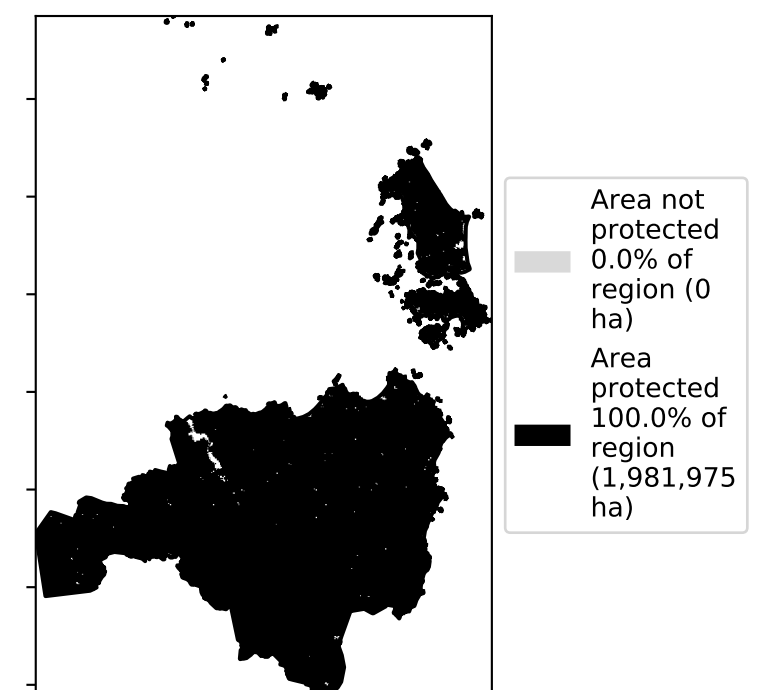 Area not
protected
0.0% of
region (0
ha)
Area
protected
100.0% of
region
(1,981,975
ha)